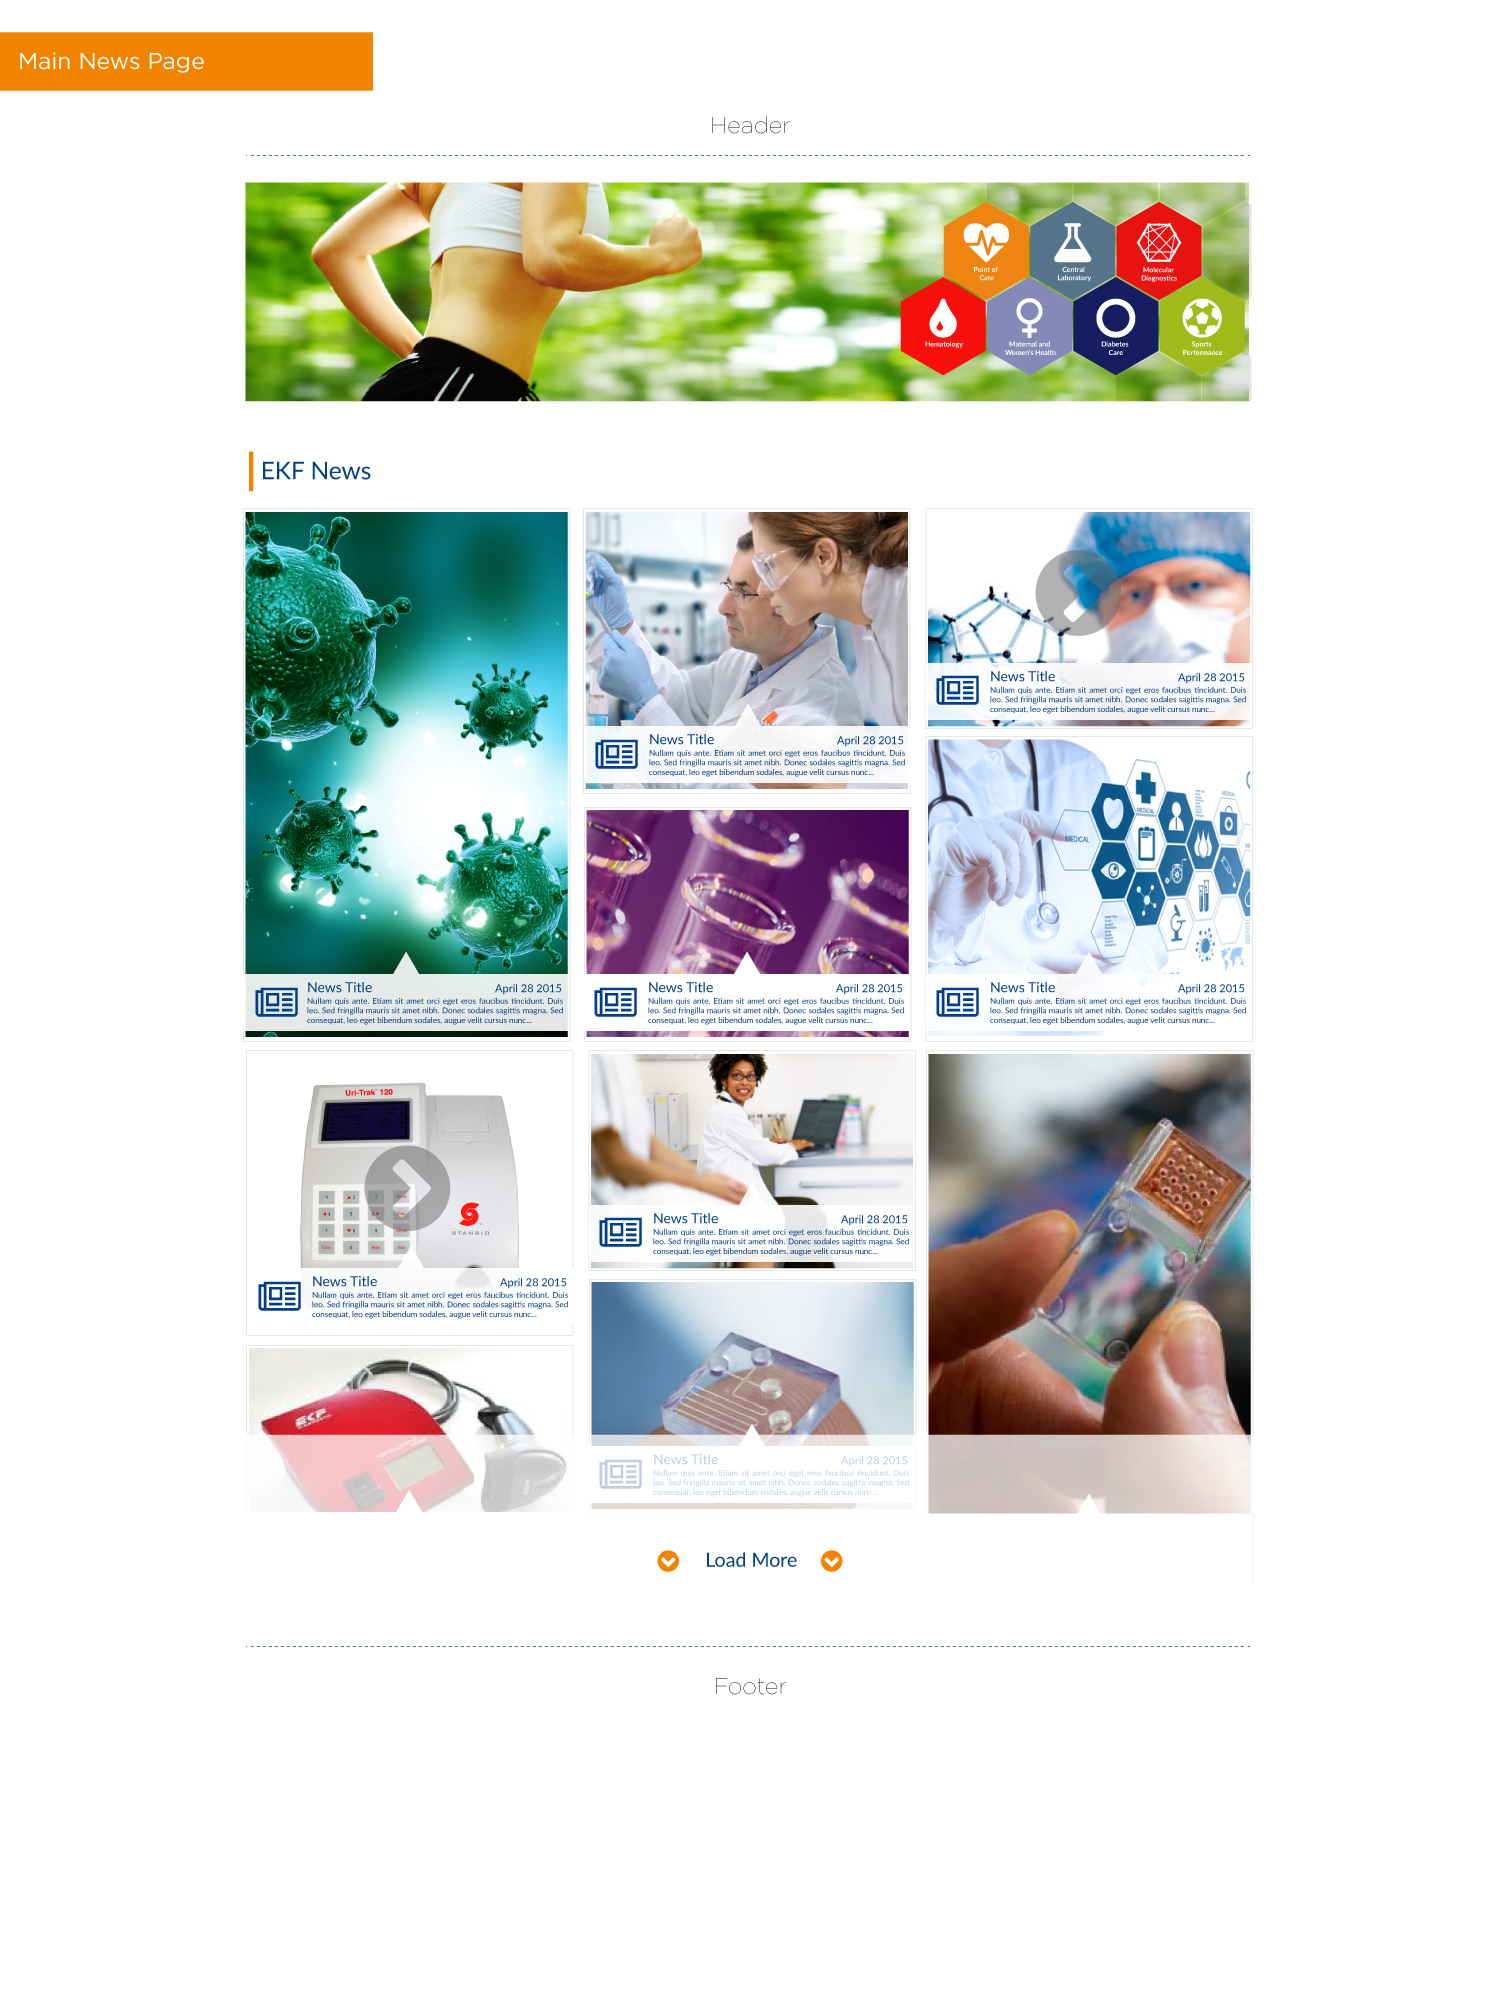 Main News Page
Header
Point of
Care
Central
Laboratory
Molecular
Diagnostics
Hematology
Maternal and
Women's Health
Diabetes
Care
Sports
Performance
EKF News
News Title April 28 2015
Nullam quis ante. Etiam sit amet orci eget eros faucibus tincidunt. Duis
leo. Sed fringilla mauris sit amet nibh. Donec sodales sagittis magna. Sed
consequat, leo eget bibendum sodales, augue velit cursus nunc...
News Title April 28 2015
Nullam quis ante. Etiam sit amet orci eget eros faucibus tincidunt. Duis
leo. Sed fringilla mauris sit amet nibh. Donec sodales sagittis magna. Sed
consequat, leo eget bibendum sodales, augue velit cursus nunc...
MEDICAL
MEDICAL
MEDICAL
News Title April 28 2015
Nullam quis ante. Etiam sit amet orci eget eros faucibus tincidunt. Duis
leo. Sed fringilla mauris sit amet nibh. Donec sodales sagittis magna. Sed
consequat, leo eget bibendum sodales, augue velit cursus nunc...
News Title April 28 2015
Nullam quis ante. Etiam sit amet orci eget eros faucibus tincidunt. Duis
leo. Sed fringilla mauris sit amet nibh. Donec sodales sagittis magna. Sed
consequat, leo eget bibendum sodales, augue velit cursus nunc...
News Title April 28 2015
Nullam quis ante. Etiam sit amet orci eget eros faucibus tincidunt. Duis
leo. Sed fringilla mauris sit amet nibh. Donec sodales sagittis magna. Sed
consequat, leo eget bibendum sodales, augue velit cursus nunc...
Uri-Trak™ 120
STANBIO
News Title April 28 2015
Nullam quis ante. Etiam sit amet orci eget eros faucibus tincidunt. Duis
leo. Sed fringilla mauris sit amet nibh. Donec sodales sagittis magna. Sed
consequat, leo eget bibendum sodales, augue velit cursus nunc...
News Title April 28 2015
Nullam quis ante. Etiam sit amet orci eget eros faucibus tincidunt. Duis
leo. Sed fringilla mauris sit amet nibh. Donec sodales sagittis magna. Sed
consequat, leo eget bibendum sodales, augue velit cursus nunc...
EKF
News Title April 28 2015
Nullam quis ante. Etiam sit amet orci eget eros faucibus tincidunt. Duis
leo. Sed fringilla mauris sit amet nibh. Donec sodales sagittis magna. Sed
consequat, leo eget bibendum sodales, augue velit cursus nunc...
Load More
Footer